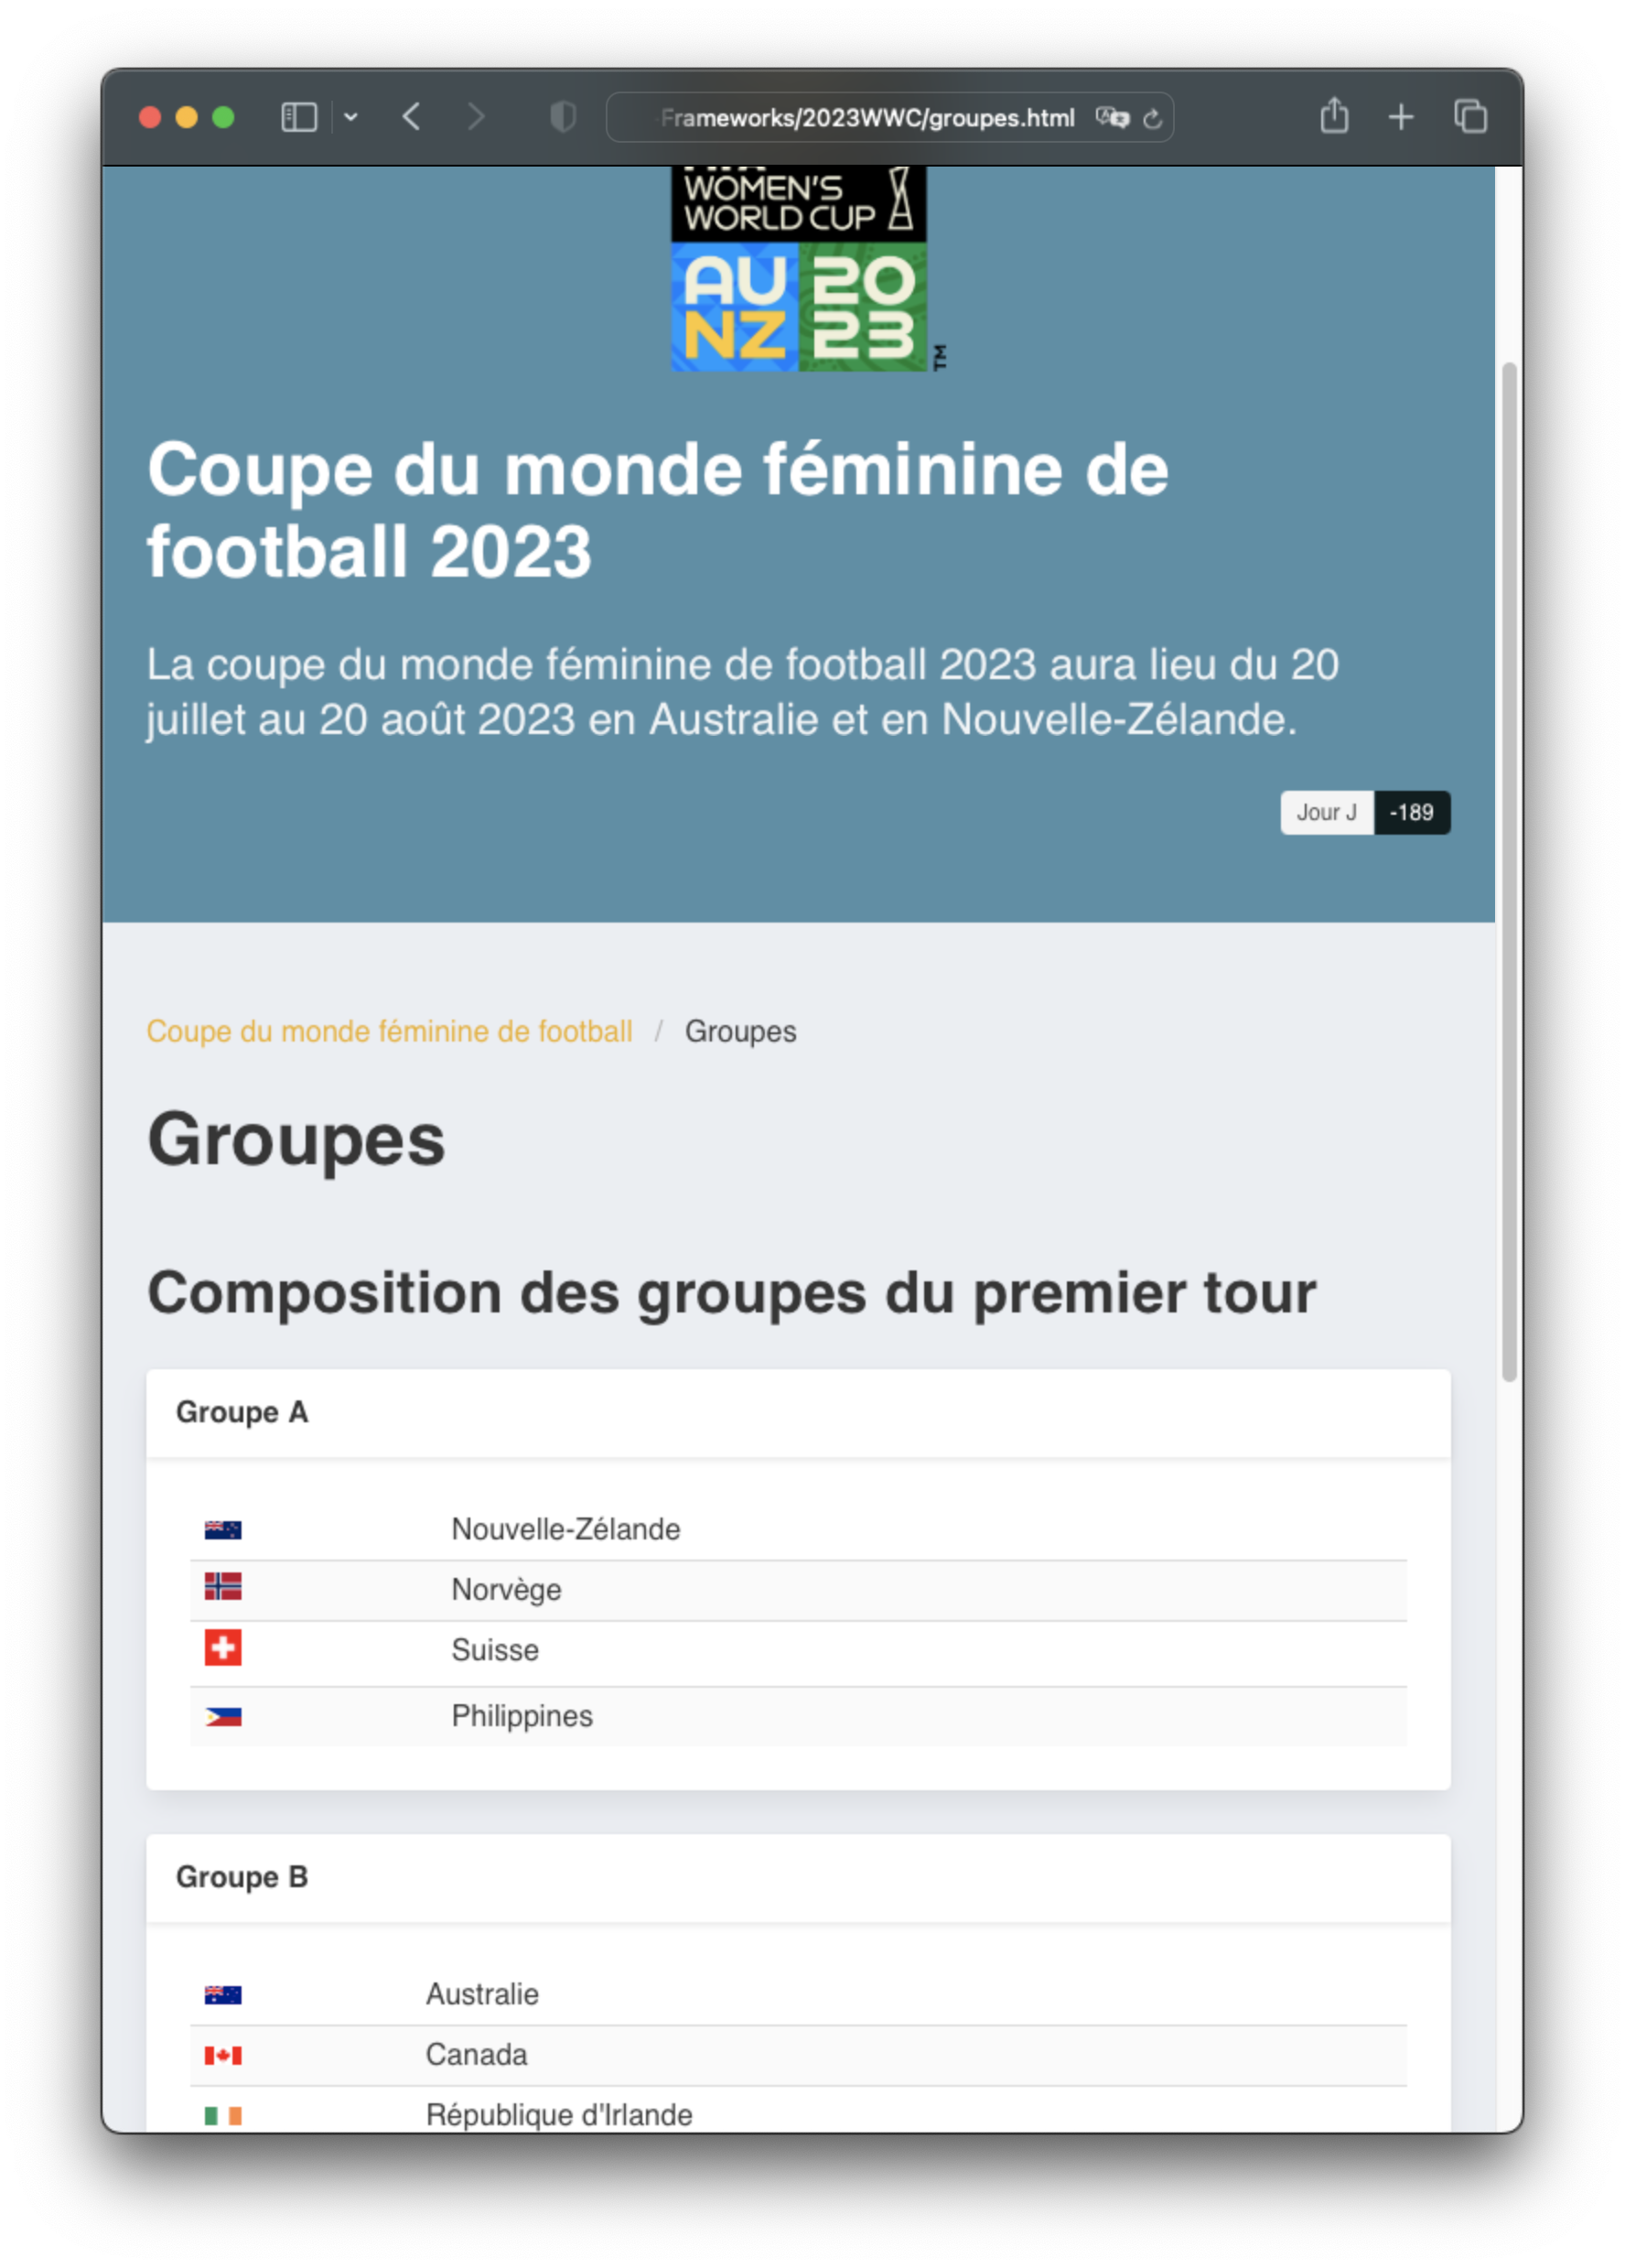 Frameworks/2023WWC/groupes.html
WOMEN'S
WORLD CUP
AU 20
NZ 23
TM
Coupe du monde féminine de
football 2023
La coupe du monde féminine de football 2023 aura lieu du 20
juillet au 20 août 2023 en Australie et en Nouvelle-Zélande.
Jour J -189
Coupe du monde féminine de football / Groupes
Groupes
Composition des groupes du premier tour
Groupe A
Nouvelle-Zélande
Norvège
Suisse
Philippines
Groupe B
Australie
Canada
République d'Irlande